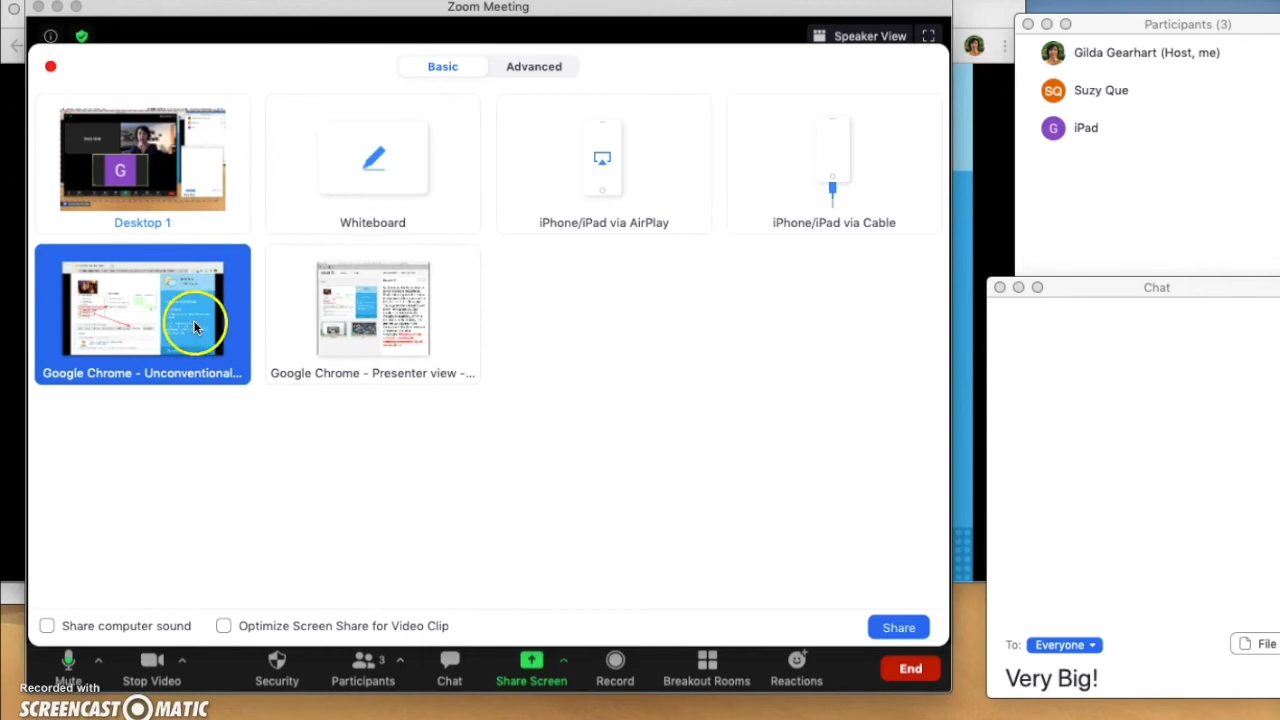 Zoom Meeting
Speaker View
Basic
Advanced
Desktop 1
Whiteboard
iPhone/iPad via AirPlay
iPhone/iPad via Cable
G
Google Chrome - Unconventional...
Google Chrome - Presenter view -...
Share computer sound
Optimize Screen Share for Video Clip
Share
Mute
Stop Video
Security
3
Participants
Chat
Share Screen
Record
Breakout Rooms
Reactions
End
Recorded with
SCREENCAST MATIC
Participants (3)
Gilda Gearhart (Host, me)
SQ Suzy Que
G iPad
Chat
To: Everyone
File
Very Big!